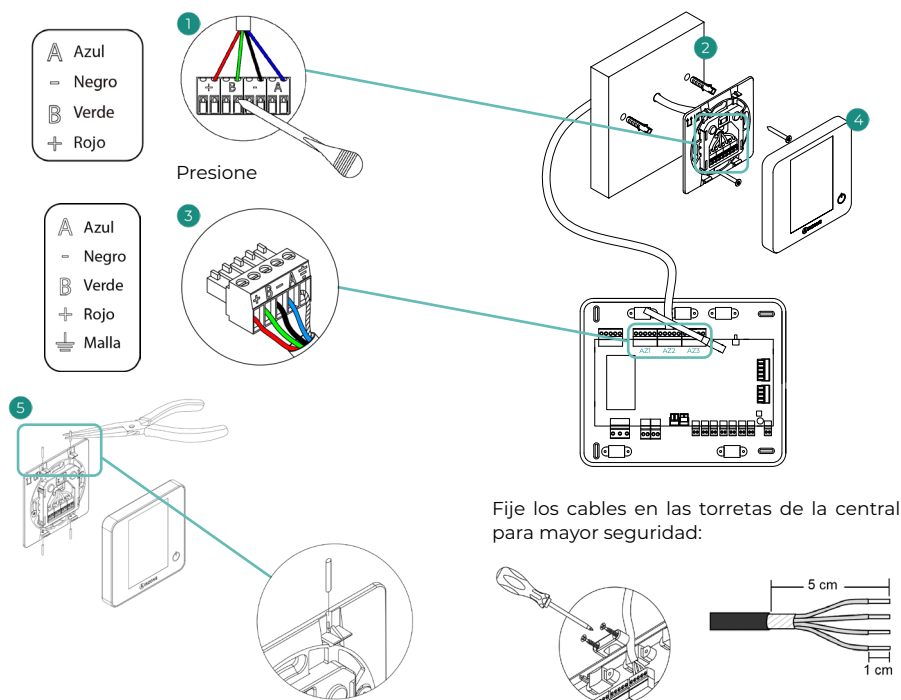 1
A Azul
- Negro
B Verde
+ Rojo
+ B - A
Presione
2
4
3
A Azul
- Negro
B Verde
+ Rojo
Malla
+ B - A
AZ1 AZ2 AZ3
5
Fije los cables en las torretas de la central
para mayor seguridad:
5 cm
1 cm